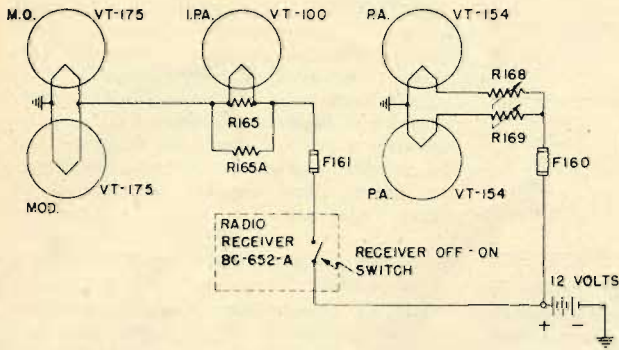 M.O.
VT-175
I.P.A.
VT-100
P.A.
VT-154
R165
R165A
R168
R169
F161
F160
MOD.
VT-175
P.A.
VT-154
RADIO
RECEIVER
BC-652-A
RECEIVER OFF-ON
SWITCH
12 VOLTS
+ -